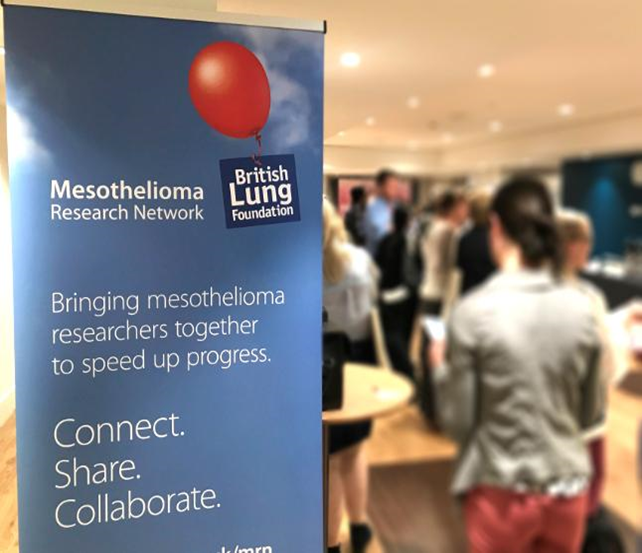 Mesothelioma
Research Network
British
Lung
Foundation
Bringing mesothelioma
researchers together
to speed up progress.
Connect.
Share.
Collaborate.
k/mrn